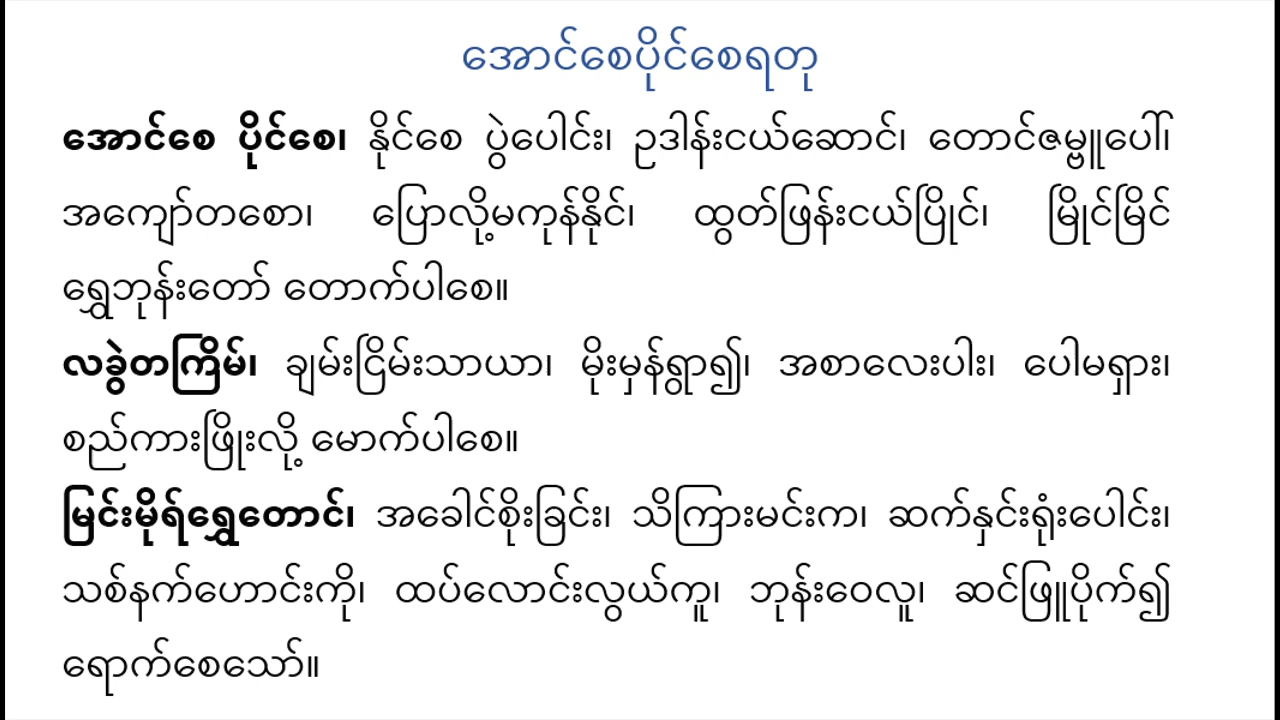 အောင်စေပိုင်စေရတု
အောင်စေ ပိုင်စေ၊ နိုင်စေ ပွဲပေါင်း၊ ဥဒါန်းငယ်ဆောင်၊ တောင်ဇမ္ဗူပေါ်၊
အကျော်တစော၊ ပြောလို့မကုန်နိုင်၊ ထွတ်ဖြန်းငယ်ပြိုင်၊ မြိုင်မြိုင်
ရွှေဘုန်းတော် တောက်ပါစေ။
လခွဲတကြိမ်၊ ချမ်းငြိမ်းသာယာ၊ မိုးမှန်ရွာ၍၊ အစာလေးပါး၊ ပေါမရှား၊
စည်ကားဖြိုးလို့ မောက်ပါစေ။
မြင်းမိုရ်ရွှေတောင်၊ အခေါင်စိုးခြင်း၊ သိကြားမင်းက၊ ဆက်နှင်းရုံးပေါင်း၊
သစ်နက်ဟောင်းကို၊ ထပ်လောင်းလွယ်ကူ၊ ဘုန်းဝေလူ၊ ဆင်ဖြူပိုက်၍
ရောက်စေသော်။